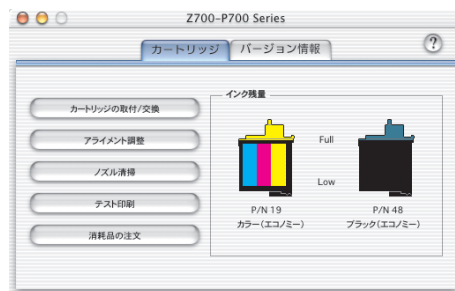 Z700-P700 Series
カートリッジ
バージョン情報
?
カートリッジの取付/交換
アライメント調整
ノズル清掃
テスト印刷
消耗品の注文
インク残量
Full
Low
P/N 19
カラー(エコノミー)
P/N 48
ブラック(エコノミー)